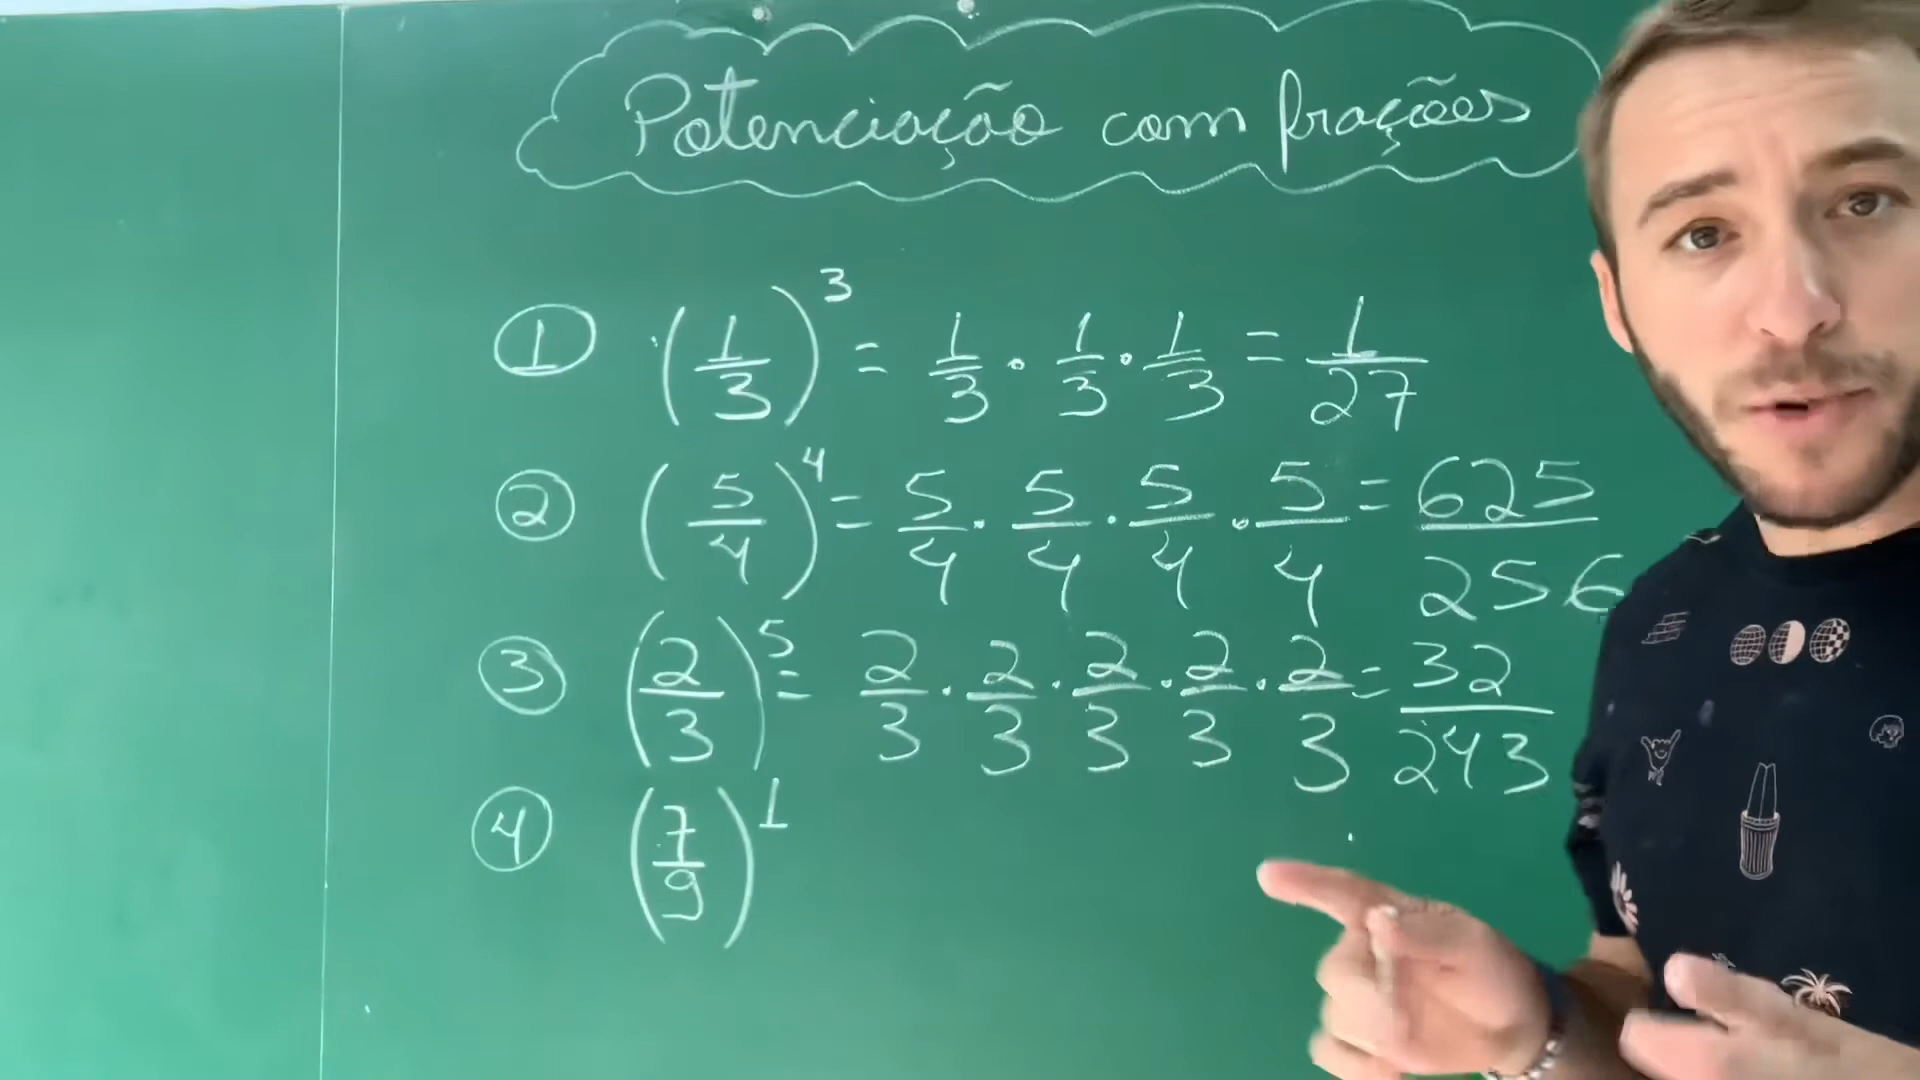 Potenciação com frações
① (1/3)³ = 1/3 · 1/3 · 1/3 = 1/27
② (5/4)⁴ = 5/4 · 5/4 · 5/4 · 5/4 = 625/256
③ (2/3)⁵ = 2/3 · 2/3 · 2/3 · 2/3 · 2/3 = 32/243
④ (7/9)¹